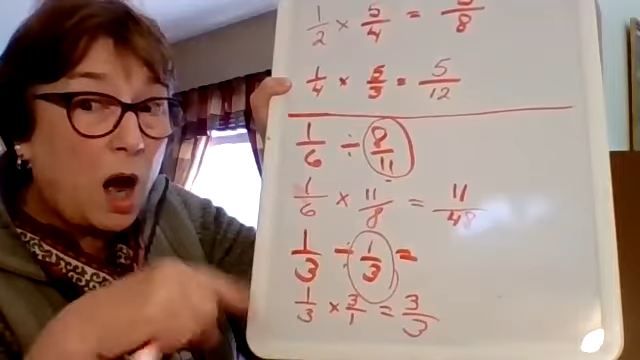 1/2 × 5/4 = 5/8
1/4 × 5/3 = 5/12
1/6 ÷ 8/11
1/6 × 11/8 = 11/48
1/3 ÷ 1/3 =
1/3 × 3/1 = 3/3